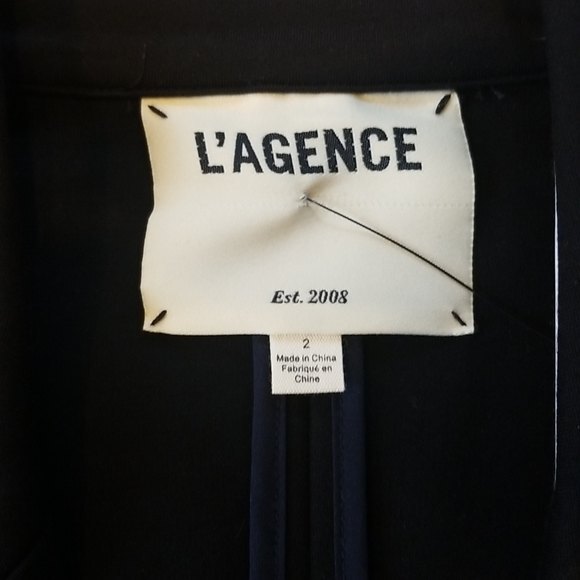 L'AGENCE
Est. 2008
2
Made in China
Fabriqué en
Chine